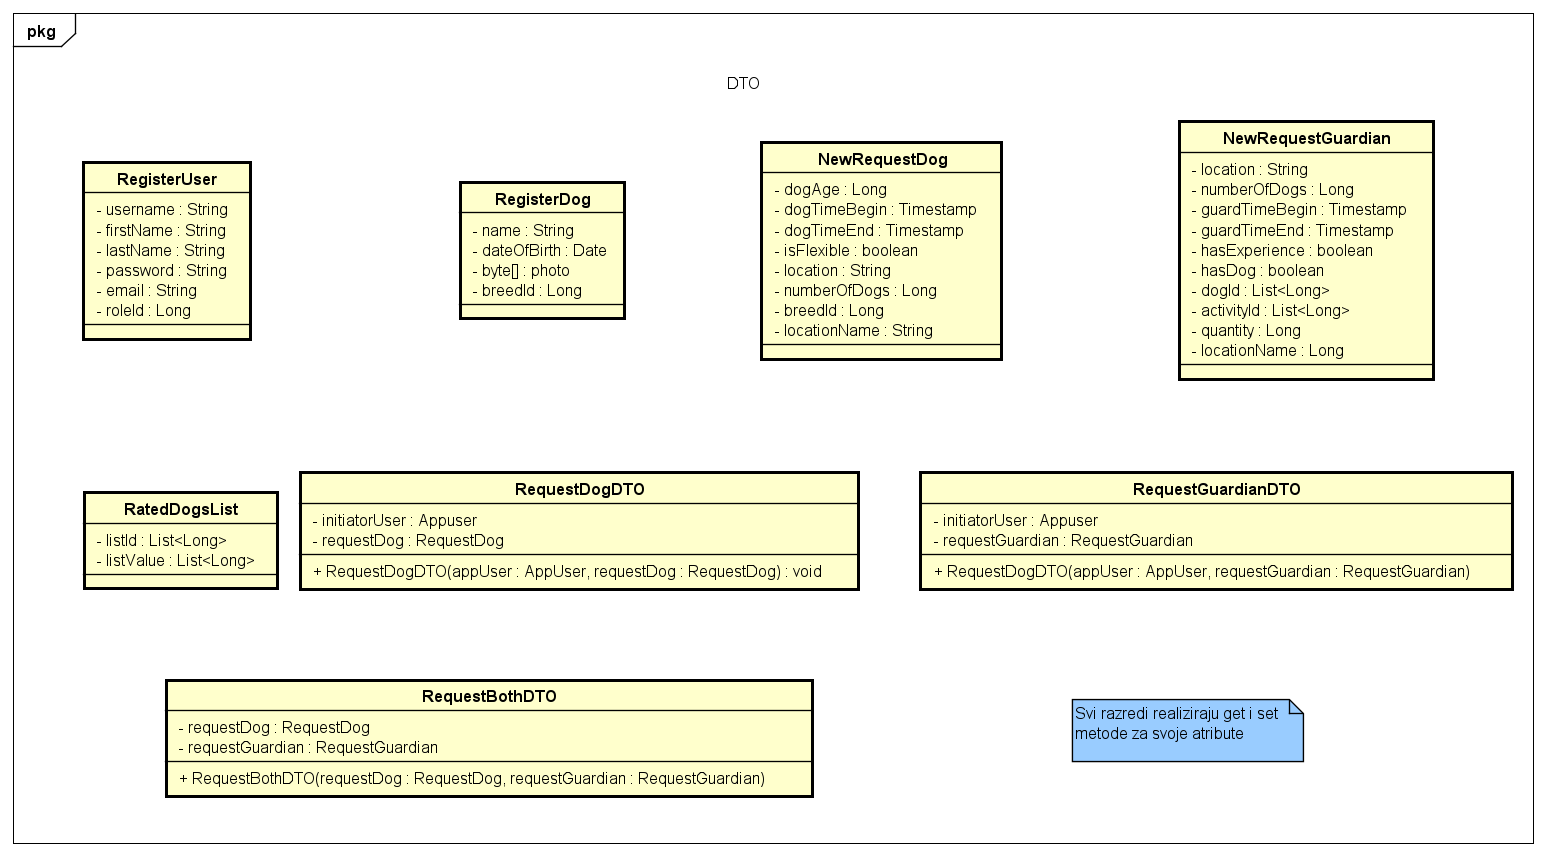 pkg
DTO
RegisterUser
- username : String
- firstName : String
- lastName : String
- password : String
- email : String
- roleId : Long
RegisterDog
- name : String
- dateOfBirth : Date
- byte[] : photo
- breedId : Long
NewRequestDog
- dogAge : Long
- dogTimeBegin : Timestamp
- dogTimeEnd : Timestamp
- isFlexible : boolean
- location : String
- numberOfDogs : Long
- breedId : Long
- locationName : String
NewRequestGuardian
- location : String
- numberOfDogs : Long
- guardTimeBegin : Timestamp
- guardTimeEnd : Timestamp
- hasExperience : boolean
- hasDog : boolean
- dogId : List<Long>
- activityId : List<Long>
- quantity : Long
- locationName : Long
RatedDogsList
- listId : List<Long>
- listValue : List<Long>
RequestDogDTO
- initiatorUser : Appuser
- requestDog : RequestDog
+ RequestDogDTO(appUser : AppUser, requestDog : RequestDog) : void
RequestGuardianDTO
- initiatorUser : Appuser
- requestGuardian : RequestGuardian
+ RequestDogDTO(appUser : AppUser, requestGuardian : RequestGuardian)
RequestBothDTO
- requestDog : RequestDog
- requestGuardian : RequestGuardian
+ RequestBothDTO(requestDog : RequestDog, requestGuardian : RequestGuardian)
Svi razredi realiziraju get i set
metode za svoje atribute